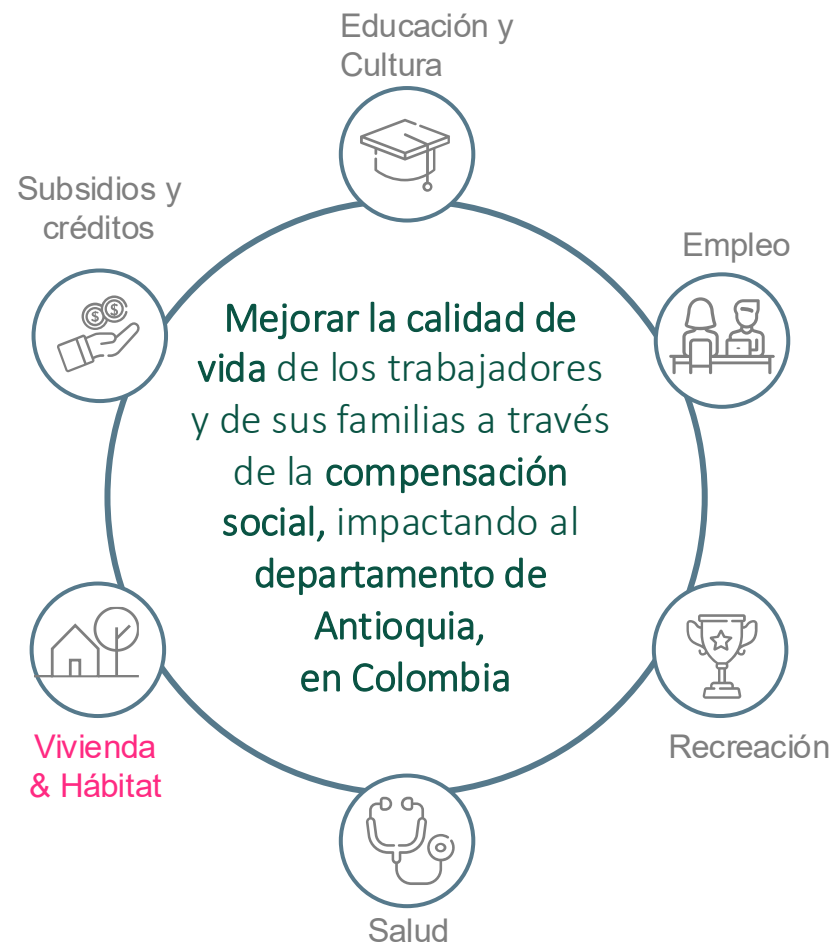 Educación y
Cultura
Subsidios y
créditos
Empleo
Mejorar la calidad de
vida de los trabajadores
y de sus familias a través
de la compensación
social, impactando al
departamento de
Antioquia,
en Colombia
Vivienda
& Hábitat
Recreación
Salud